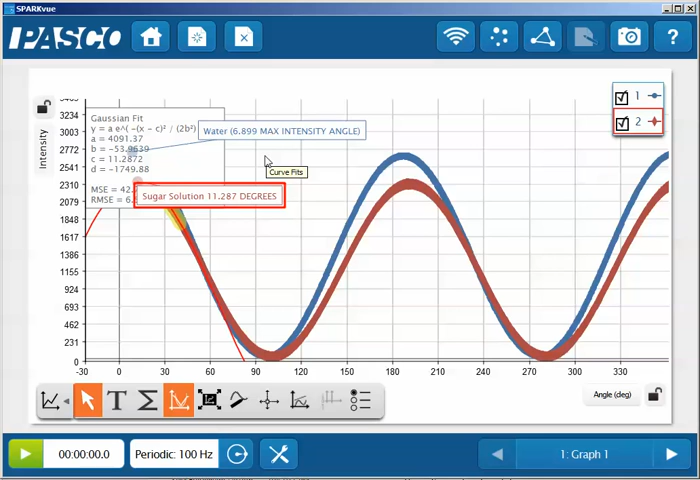 SPARKvue
PASCO
?
1
2
Intensity
3465
3234
3003
2772
2541
2310
2079
1848
1617
1386
1155
924
693
462
231
0
Gaussian Fit
y = a e^( −(x − c)² / (2b²)
a = 4091.37
b = −53.9639
c = 11.2872
d = −1749.88
MSE = 42.
RMSE = 6.
Water (6.899 MAX INTENSITY ANGLE)
Curve Fits
Sugar Solution 11.287 DEGREES
-30 0 30 60 90 120 150 180 210 240 270 300 330
Angle (deg)
T Σ
00:00:00.0
Periodic: 100 Hz
1: Graph 1